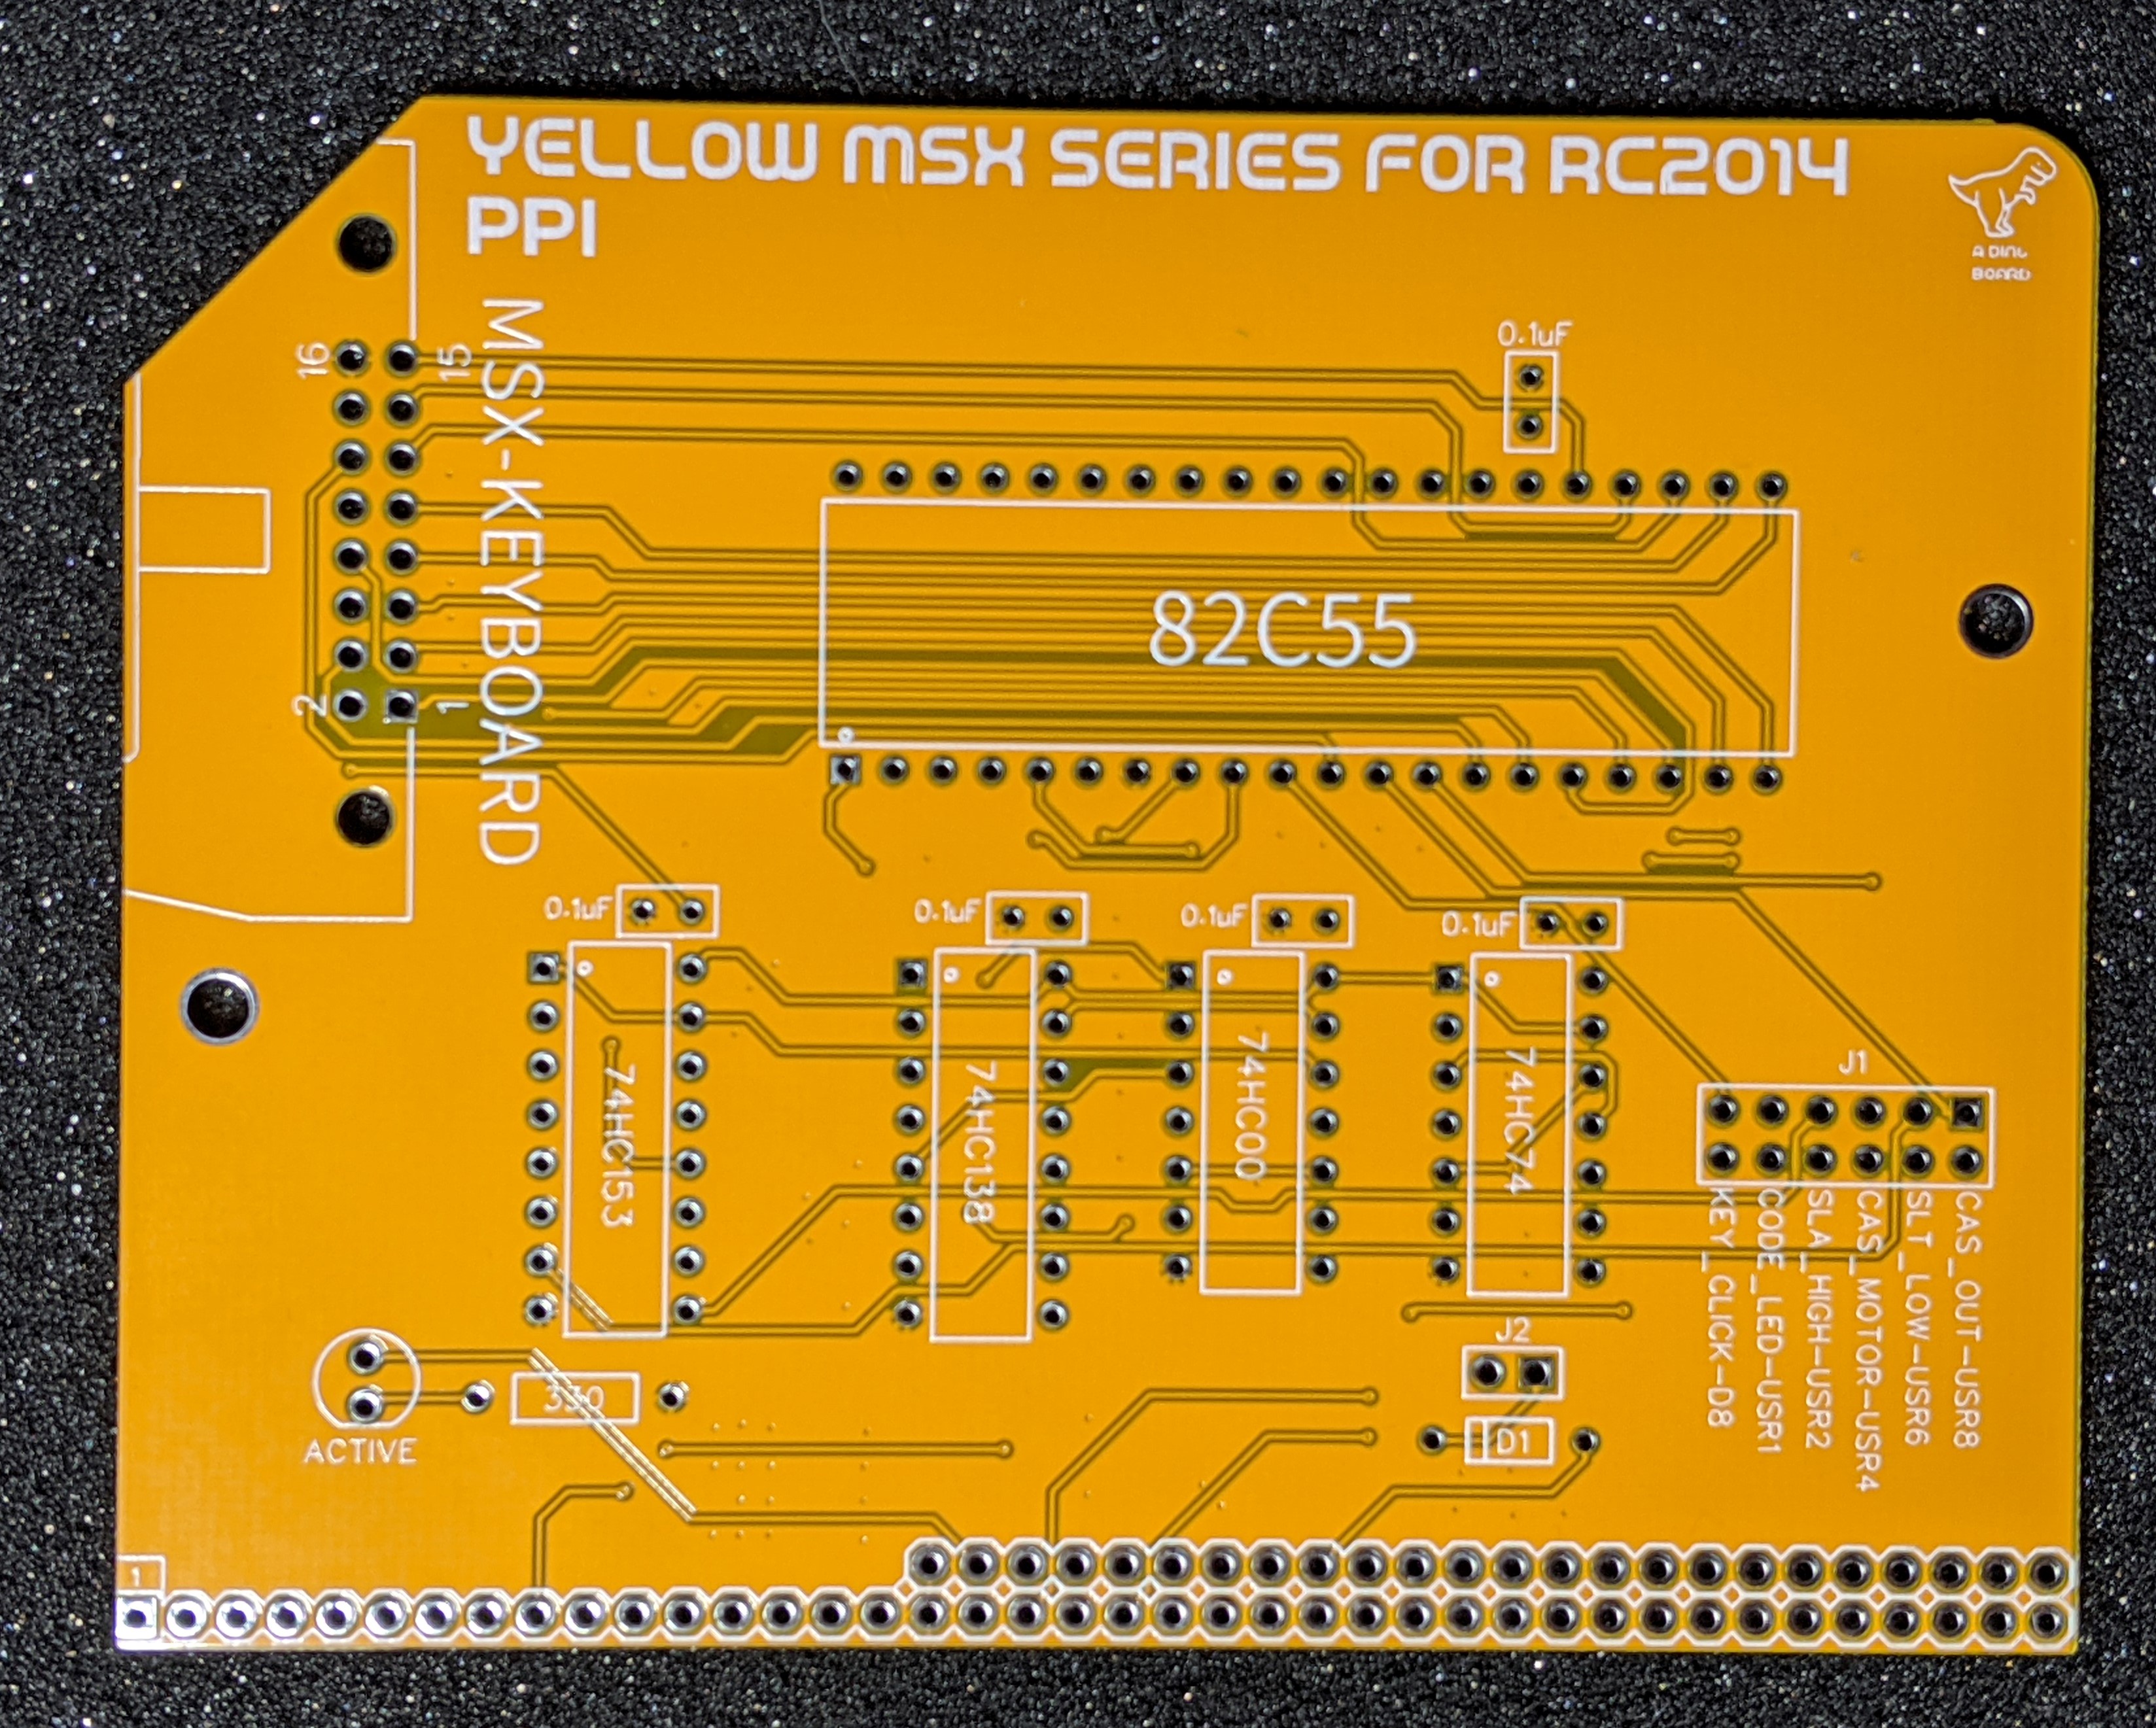 YELLOW MSX SERIES FOR RC2014
PPI
A DINO
BOARD
MSX-KEYBOARD
16
15
2
1
0.1uF
82C55
0.1uF
0.1uF
0.1uF
0.1uF
74HC153
74HC138
74HC00
74HC74
J1
KEY_CLICK-D8
CODE_LED-USR1
SLA_HIGH-USR2
CAS_MOTOR-USR4
SLT_LOW-USR6
CAS_OUT-USR8
J2
D1
330
ACTIVE
1